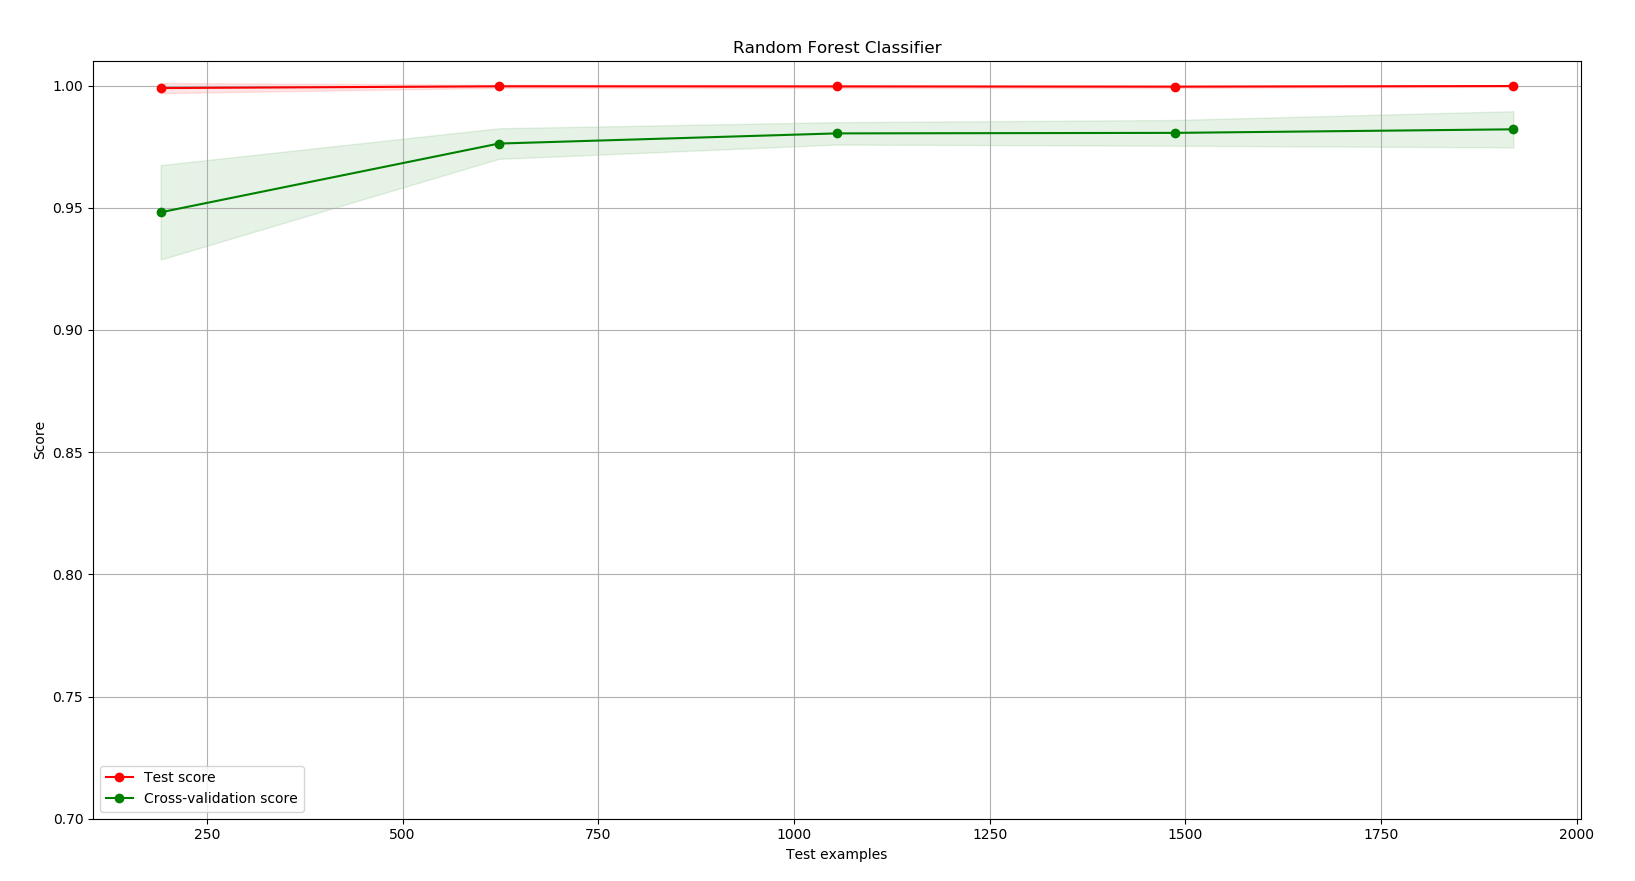 Random Forest Classifier
1.00
0.95
0.90
0.85
0.80
0.75
0.70
Score
Test score
Cross-validation score
250 500 750 1000 1250 1500 1750 2000
Test examples